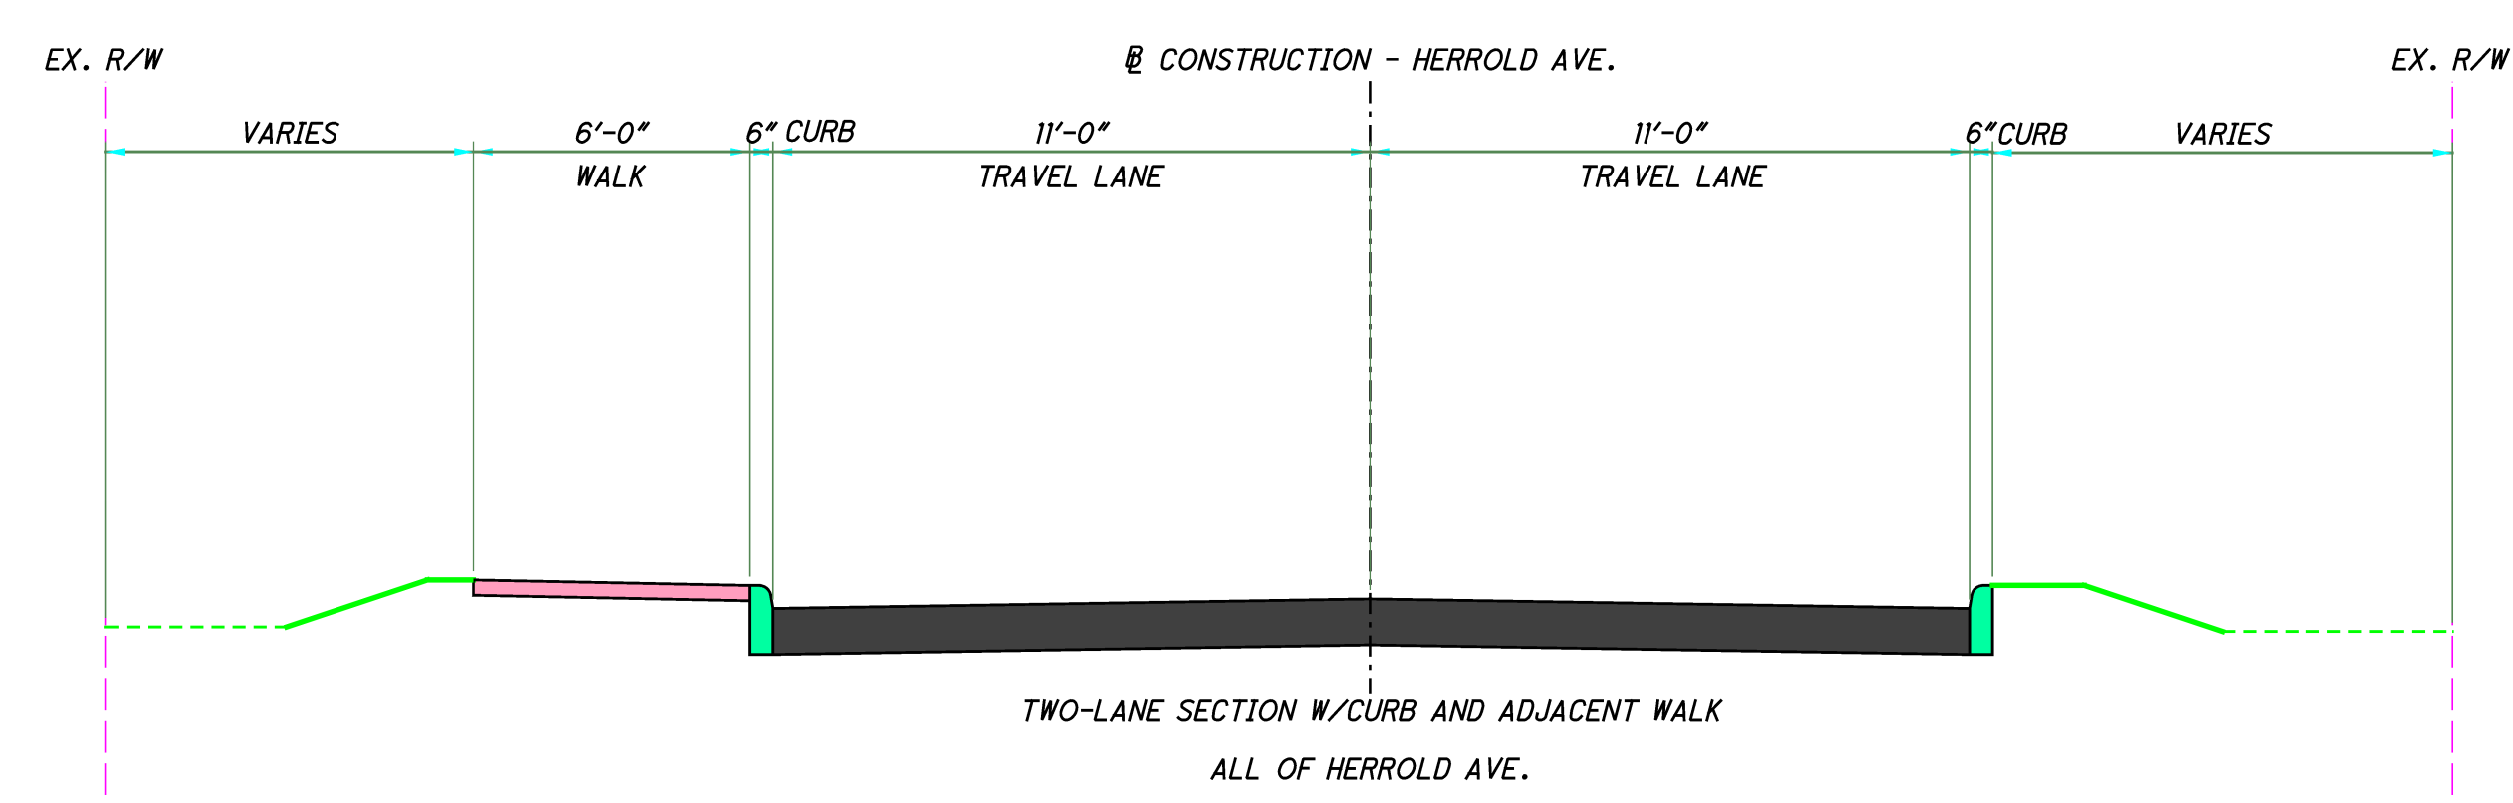 EX. R/W
℄ CONSTRUCTION - HERROLD AVE.
EX. R/W
VARIES
6'-0"
6" CURB
11'-0"
11'-0"
6" CURB
VARIES
WALK
TRAVEL LANE
TRAVEL LANE
TWO-LANE SECTION W/CURB AND ADJACENT WALK
ALL OF HERROLD AVE.